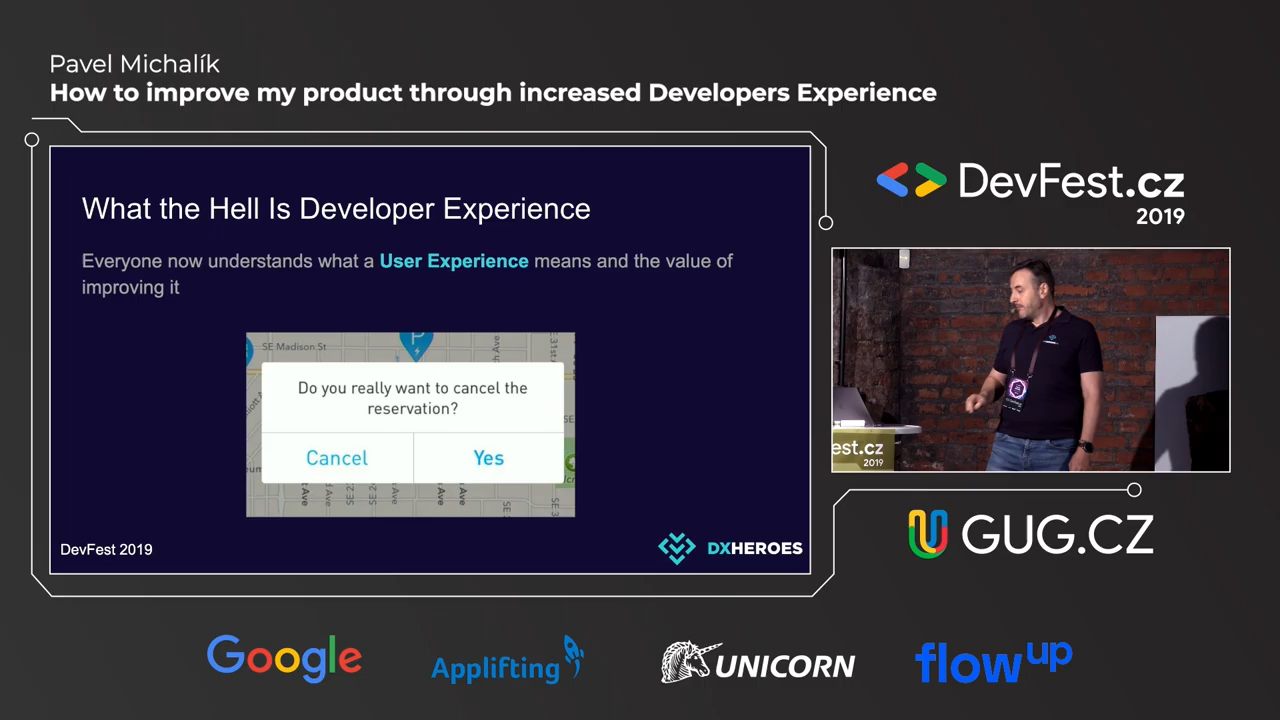 Pavel Michalík
How to improve my product through increased Developers Experience
What the Hell Is Developer Experience
Everyone now understands what a User Experience means and the value of
improving it
SE Madison St
P
Do you really want to cancel the
reservation?
Cancel
Yes
DevFest 2019
DXHEROES
DevFest.cz
2019
est.cz
2019
GUG.CZ
Google
Applifting
UNICORN
flowup